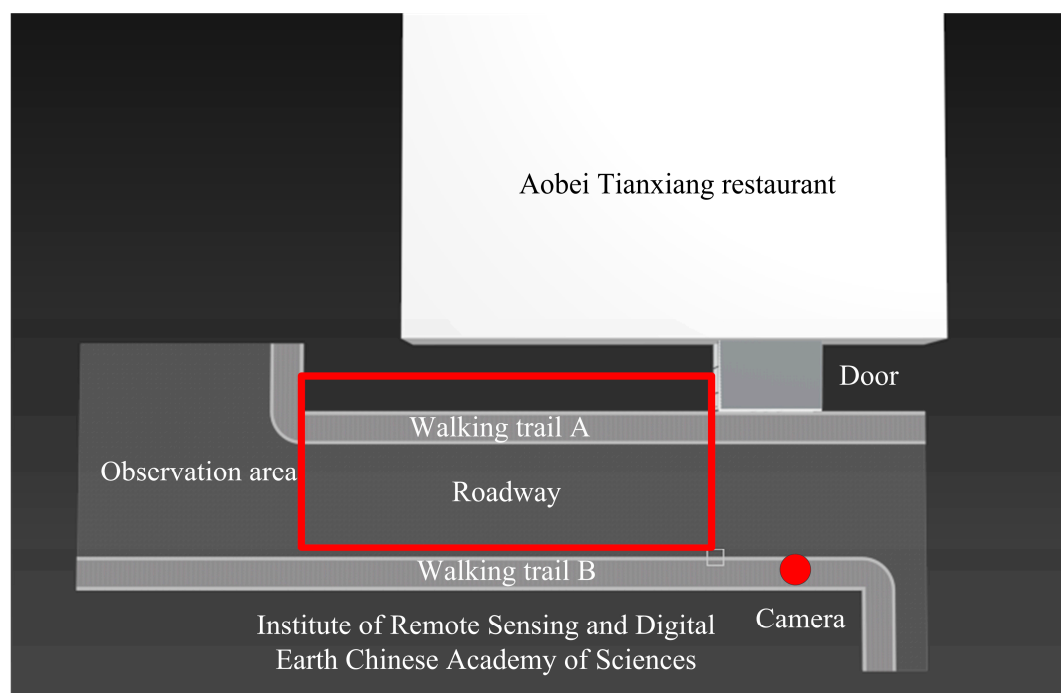 Aobei Tianxiang restaurant
Door
Walking trail A
Observation area
Roadway
Walking trail B
Camera
Institute of Remote Sensing and Digital
Earth Chinese Academy of Sciences